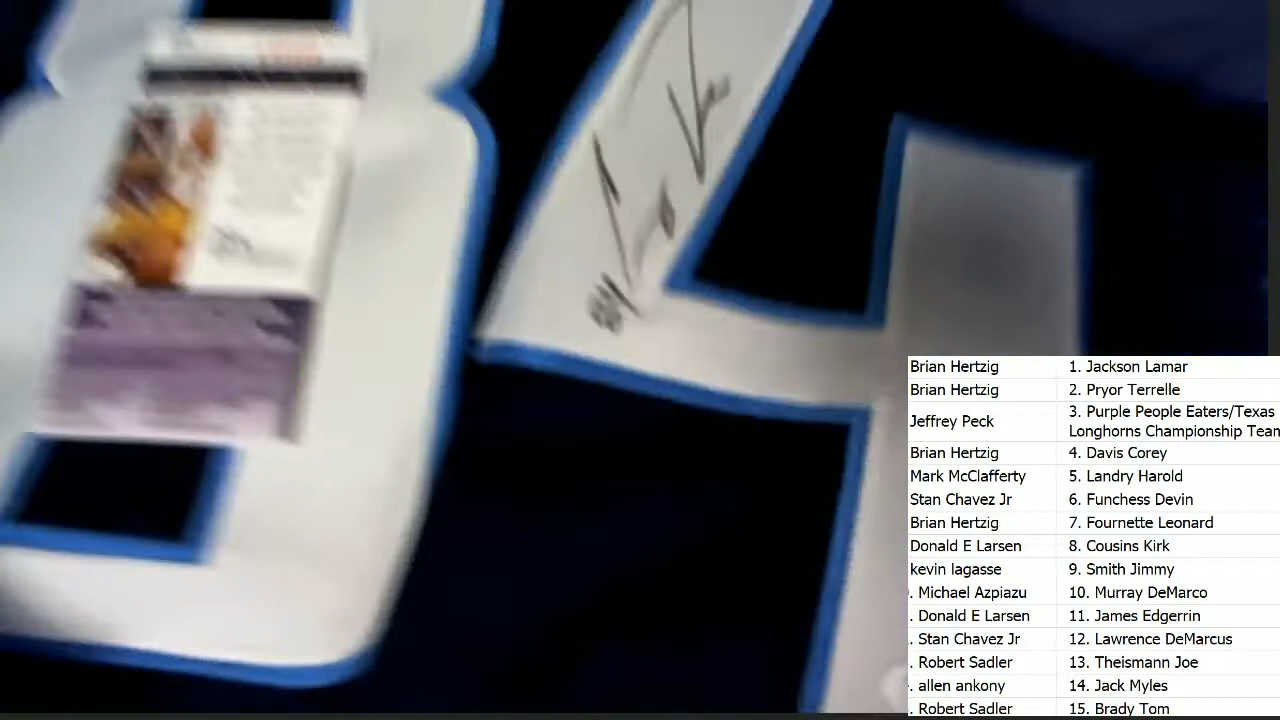 84
Brian Hertzig 1. Jackson Lamar
Brian Hertzig 2. Pryor Terrelle
Jeffrey Peck 3. Purple People Eaters/Texas
Longhorns Championship Team
Brian Hertzig 4. Davis Corey
Mark McClafferty 5. Landry Harold
Stan Chavez Jr 6. Funchess Devin
Brian Hertzig 7. Fournette Leonard
Donald E Larsen 8. Cousins Kirk
kevin lagasse 9. Smith Jimmy
. Michael Azpiazu 10. Murray DeMarco
. Donald E Larsen 11. James Edgerrin
. Stan Chavez Jr 12. Lawrence DeMarcus
. Robert Sadler 13. Theismann Joe
. allen ankony 14. Jack Myles
. Robert Sadler 15. Brady Tom